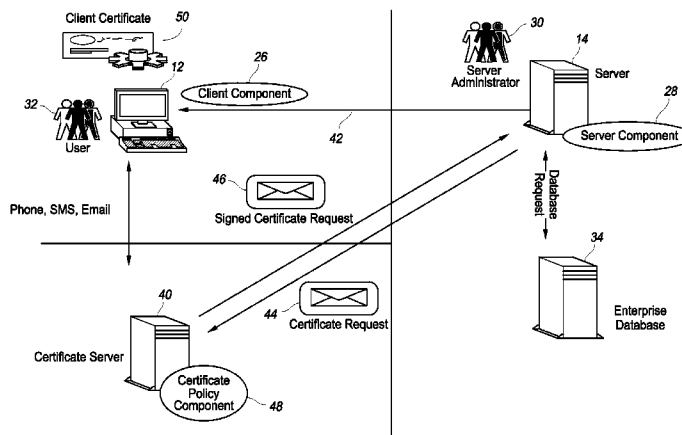 Client Certificate
50
12
26
Client Component
30
Server
Administrator
14
Server
28
Server Component
32
User
42
46
Signed Certificate Request
Database
Request
Phone, SMS, Email
34
Enterprise
Database
40
44
Certificate Request
Certificate Server
Certificate
Policy
Component
48